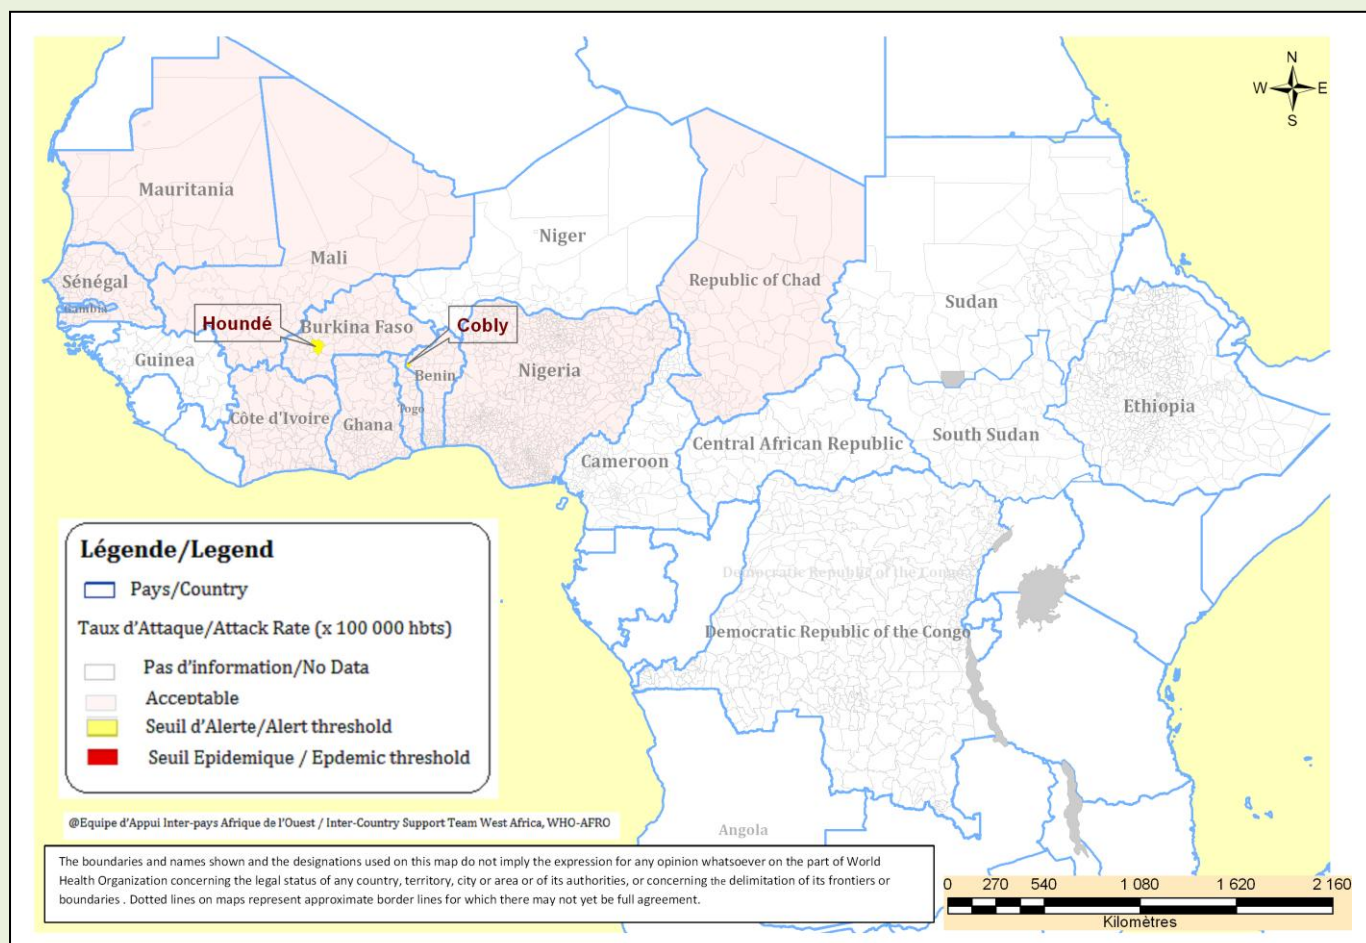 N
W E
S
Mauritania
Mali
Niger
Republic of Chad
Sudan
Sénégal
Gambia
Houndé
Burkina Faso
Cobly
Guinea
Benin
Nigeria
Togo
Côte d'Ivoire
Ghana
Ethiopia
South Sudan
Central African Republic
Cameroon
Democratic Republic of the Congo
Democratic Republic of the Congo
Angola
Légende/Legend
Pays/Country
Taux d'Attaque/Attack Rate (x 100 000 hbts)
Pas d'information/No Data
Acceptable
Seuil d'Alerte/Alert threshold
Seuil Epidemique / Epdemic threshold
@Equipe d'Appui Inter-pays Afrique de l'Ouest / Inter-Country Support Team West Africa, WHO-AFRO
The boundaries and names shown and the designations used on this map do not imply the expression for any opinion whatsoever on the part of World
Health Organization concerning the legal status of any country, territory, city or area or of its authorities, or concerning the delimitation of its frontiers or
boundaries . Dotted lines on maps represent approximate border lines for which there may not yet be full agreement.
0 270 540 1 080 1 620 2 160
Kilomètres